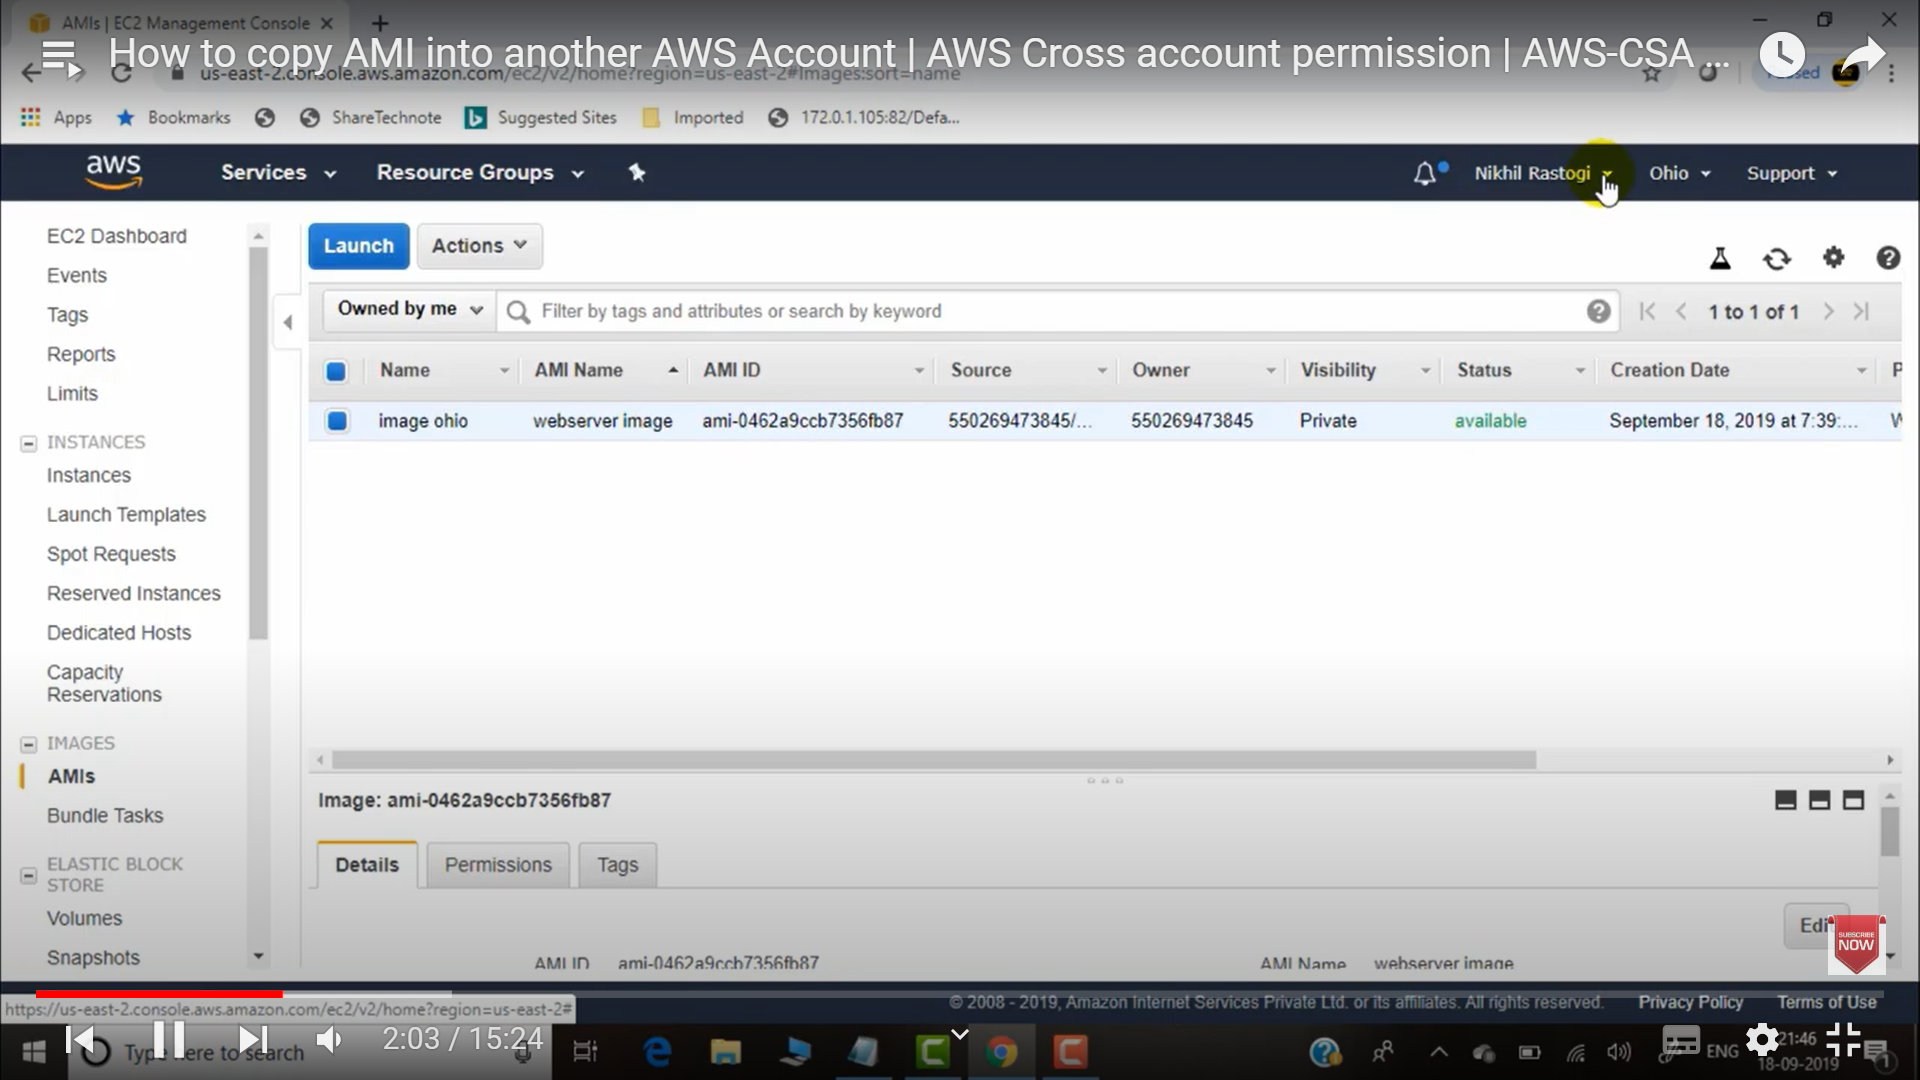 AMIs | EC2 Management Console
How to copy AMI into another AWS Account | AWS Cross account permission | AWS-CSA ...
us-east-2.console.aws.amazon.com/ec2/v2/home?region=us-east-2#Images:sort=name
Apps Bookmarks ShareTechnote Suggested Sites Imported 172.0.1.105:82/Defa...
aws Services Resource Groups Nikhil Rastogi Ohio Support
EC2 Dashboard
Events
Tags
Reports
Limits
INSTANCES
Instances
Launch Templates
Spot Requests
Reserved Instances
Dedicated Hosts
Capacity
Reservations
IMAGES
AMIs
Bundle Tasks
ELASTIC BLOCK
STORE
Volumes
Snapshots
Launch Actions
Owned by me Filter by tags and attributes or search by keyword 1 to 1 of 1
Name AMI Name AMI ID Source Owner Visibility Status Creation Date P
image ohio webserver image ami-0462a9ccb7356fb87 550269473845/... 550269473845 Private available September 18, 2019 at 7:39:...
Image: ami-0462a9ccb7356fb87
Details Permissions Tags
Edi
SUBSCRIBE
NOW
AMI ID ami-0462a9ccb7356fb87 AMI Name webserver image
https://us-east-2.console.aws.amazon.com/ec2/v2/home?region=us-east-2#
© 2008 - 2019, Amazon Internet Services Private Ltd. or its affiliates. All rights reserved. Privacy Policy Terms of Use
2:03 / 15:24
Type here to search
ENG
21:46
18-09-2019
1